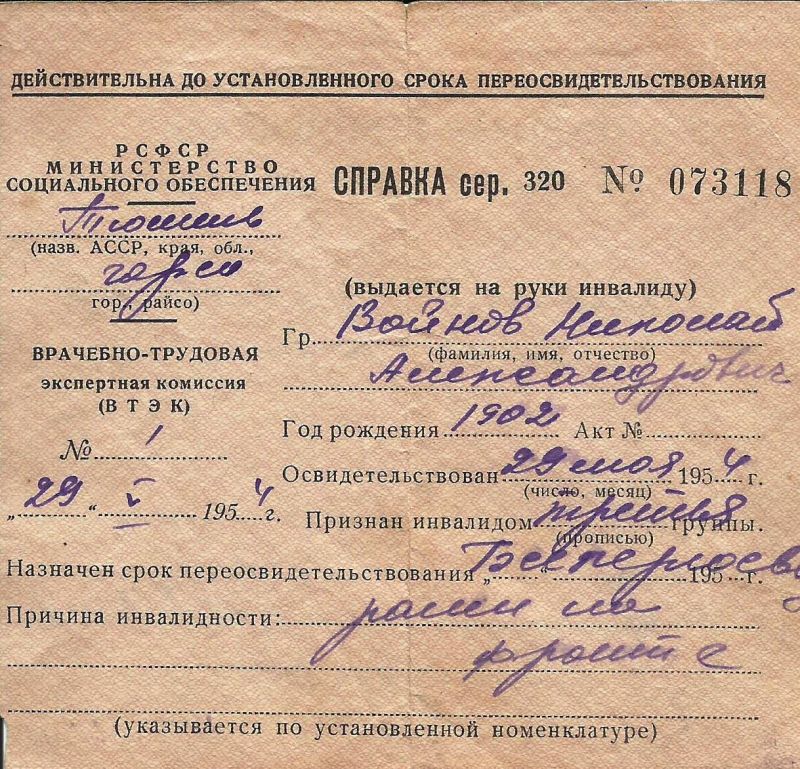 ДЕЙСТВИТЕЛЬНА ДО УСТАНОВЛЕННОГО СРОКА ПЕРЕОСВИДЕТЕЛЬСТВОВАНИЯ
РСФСР
МИНИСТЕРСТВО
СОЦИАЛЬНОГО ОБЕСПЕЧЕНИЯ
(назв. АССР, края, обл.,
гор., райсо)
ВРАЧЕБНО-ТРУДОВАЯ
экспертная комиссия
(ВТЭК)
№ 1
„29“ V 1954 г.
СПРАВКА сер. 320 № 073118
(выдается на руки инвалиду)
Гр. Войнов Николай
(фамилия, имя, отчество)
Александрович
Год рождения 1902 Акт №
Освидетельствован 29 мая 1954 г.
(число, месяц)
Признан инвалидом третья группы.
(прописью)
Назначен срок переосвидетельствования „ “ 195 г.
Причина инвалидности: ранен на
фронте
(указывается по установленной номенклатуре)